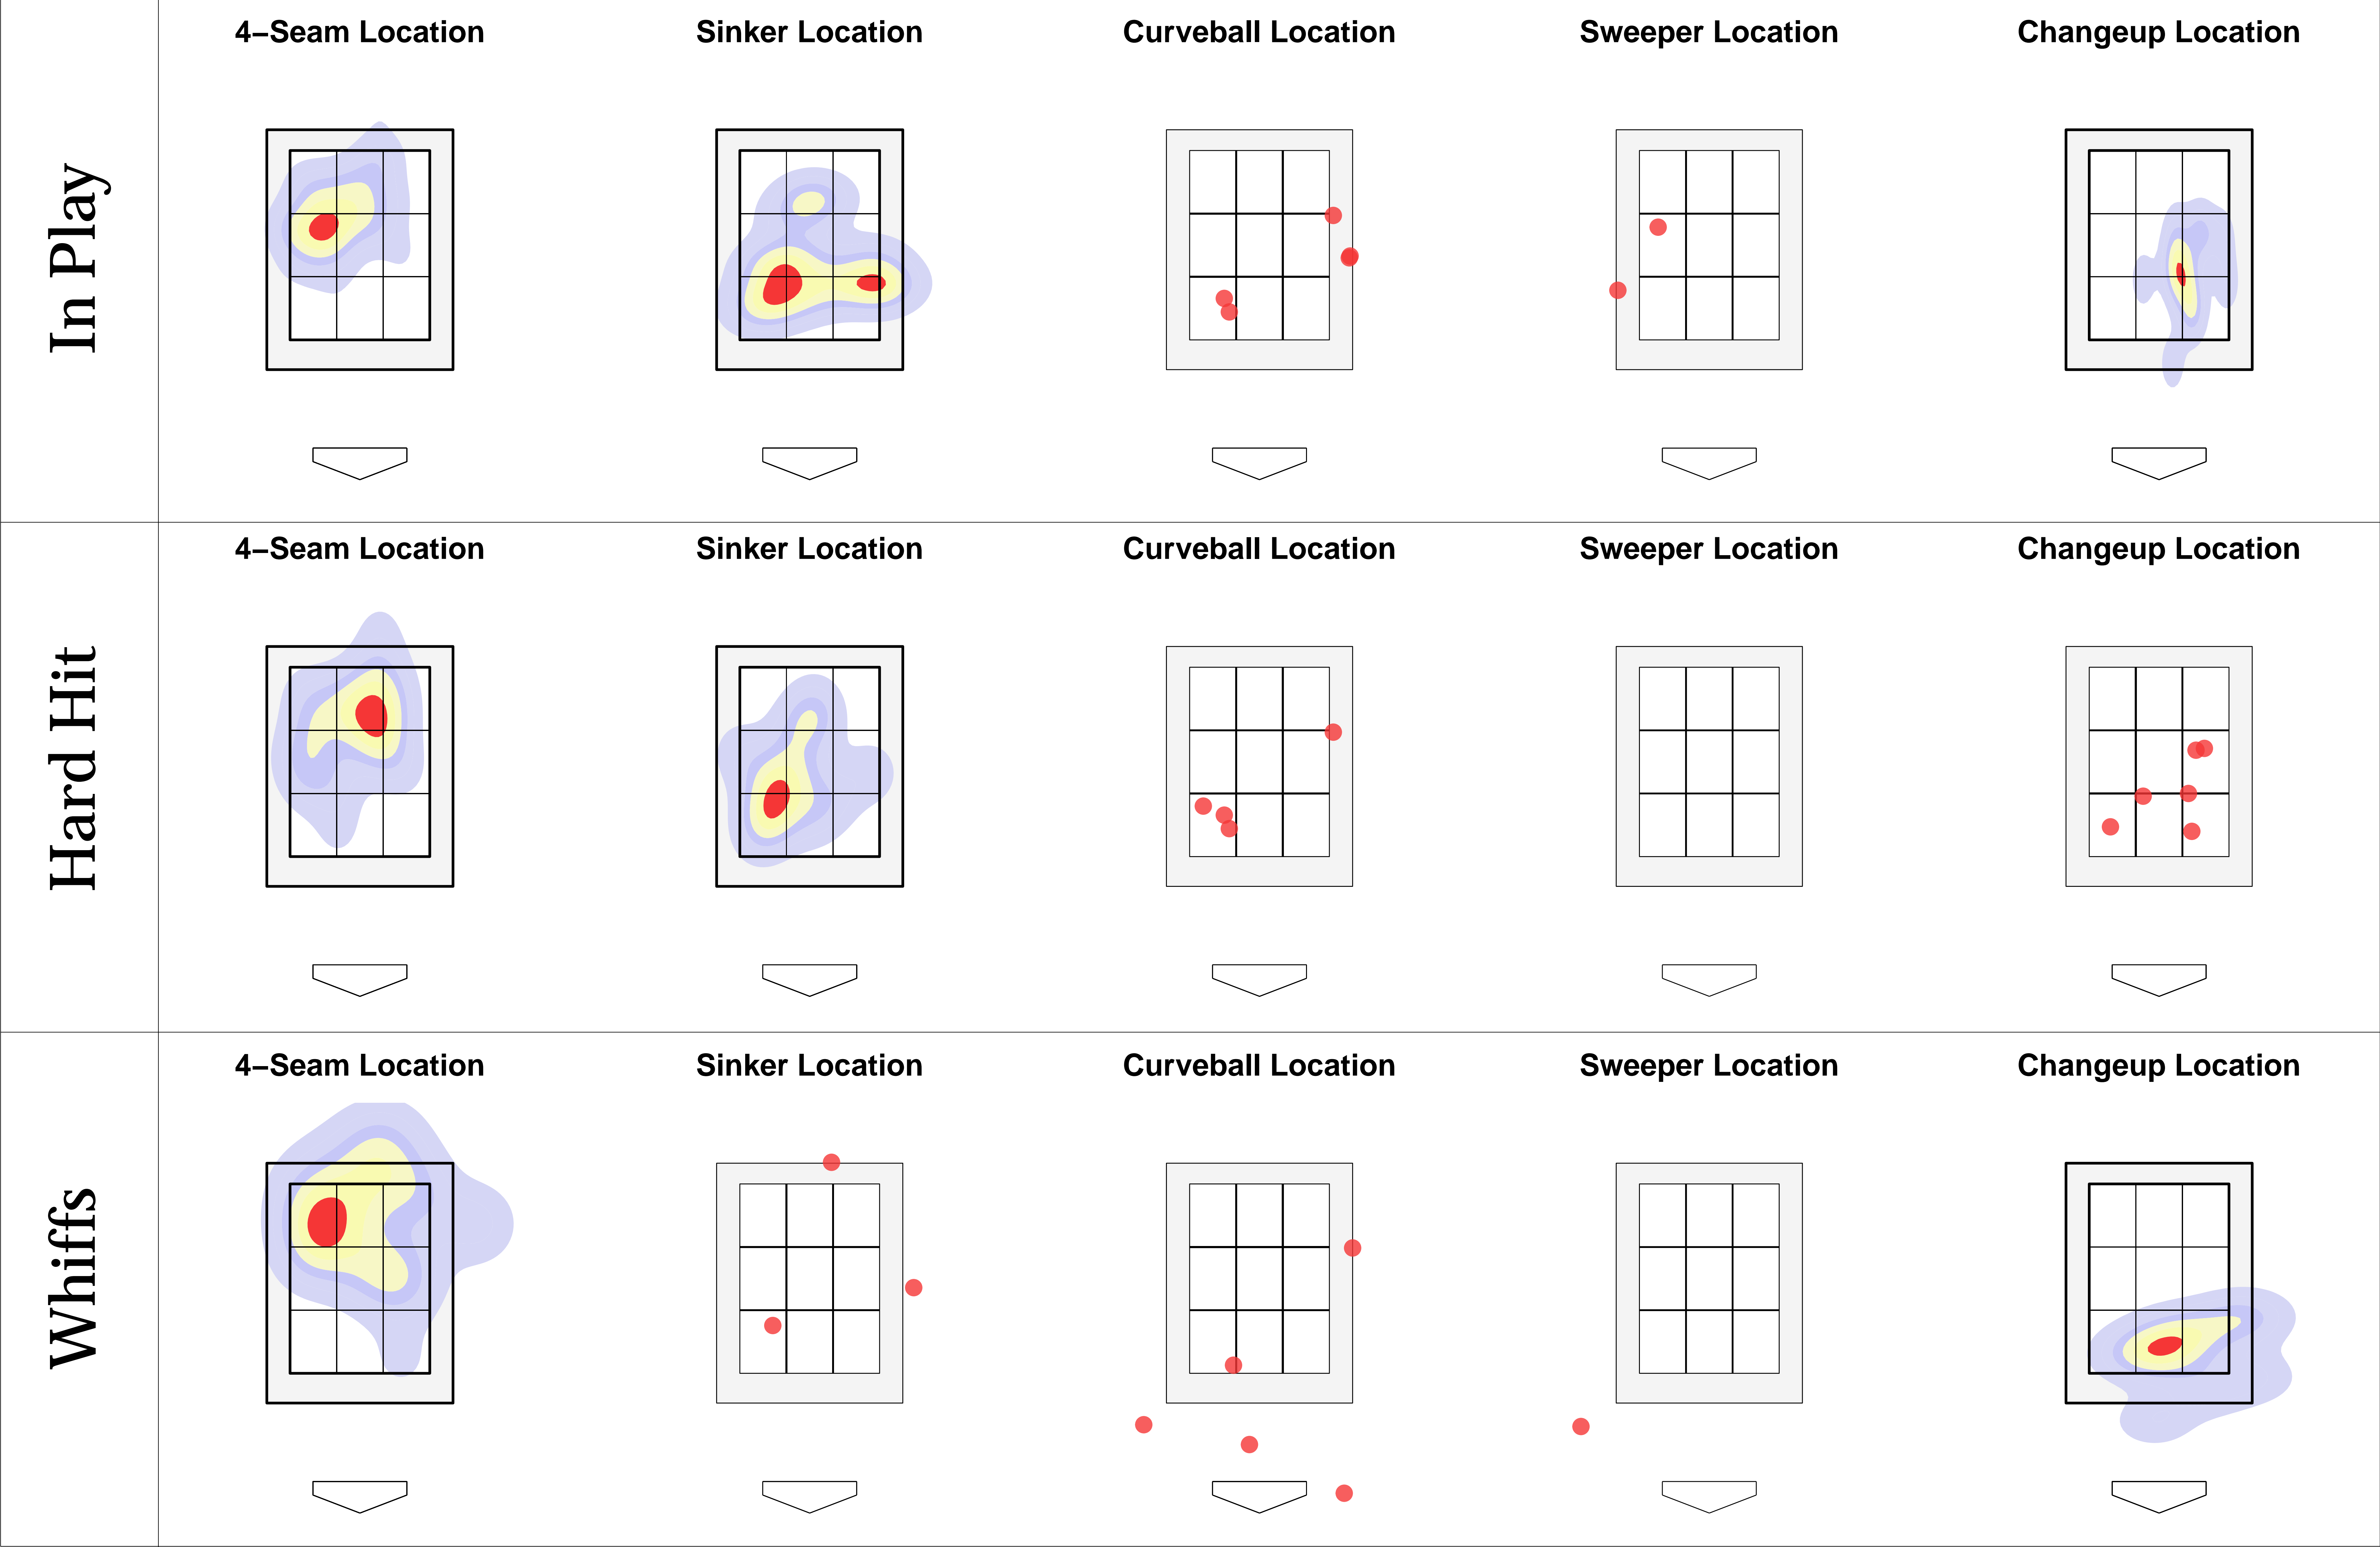 4−Seam Location
Sinker Location
Curveball Location
Sweeper Location
Changeup Location
In Play
4−Seam Location
Sinker Location
Curveball Location
Sweeper Location
Changeup Location
Hard Hit
4−Seam Location
Sinker Location
Curveball Location
Sweeper Location
Changeup Location
Whiffs